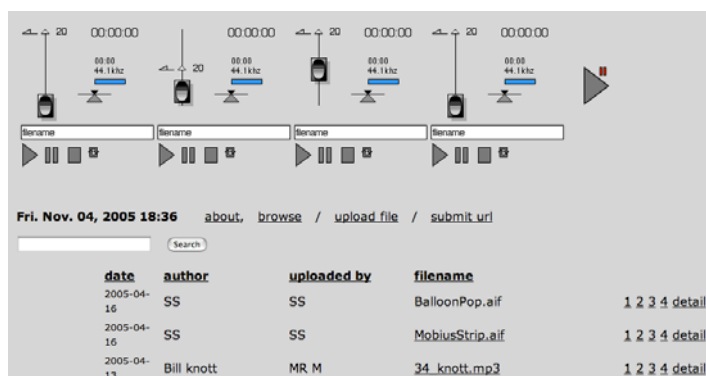 20 00:00:00 00:00:00 20 00:00:00 20 00:00:00
00:00 00:00 00:00 00:00
20
44.1khz 44.1khz 44.1khz 44.1khz
filename filename filename filename
Fri. Nov. 04, 2005 18:36 about, browse / upload file / submit url
Search
date author uploaded by filename
2005-04-16 SS SS BalloonPop.aif 1 2 3 4 detail
2005-04-16 SS SS MobiusStrip.aif 1 2 3 4 detail
2005-04- Bill knott MR M 34_knott.mp3 1 2 3 4 detail